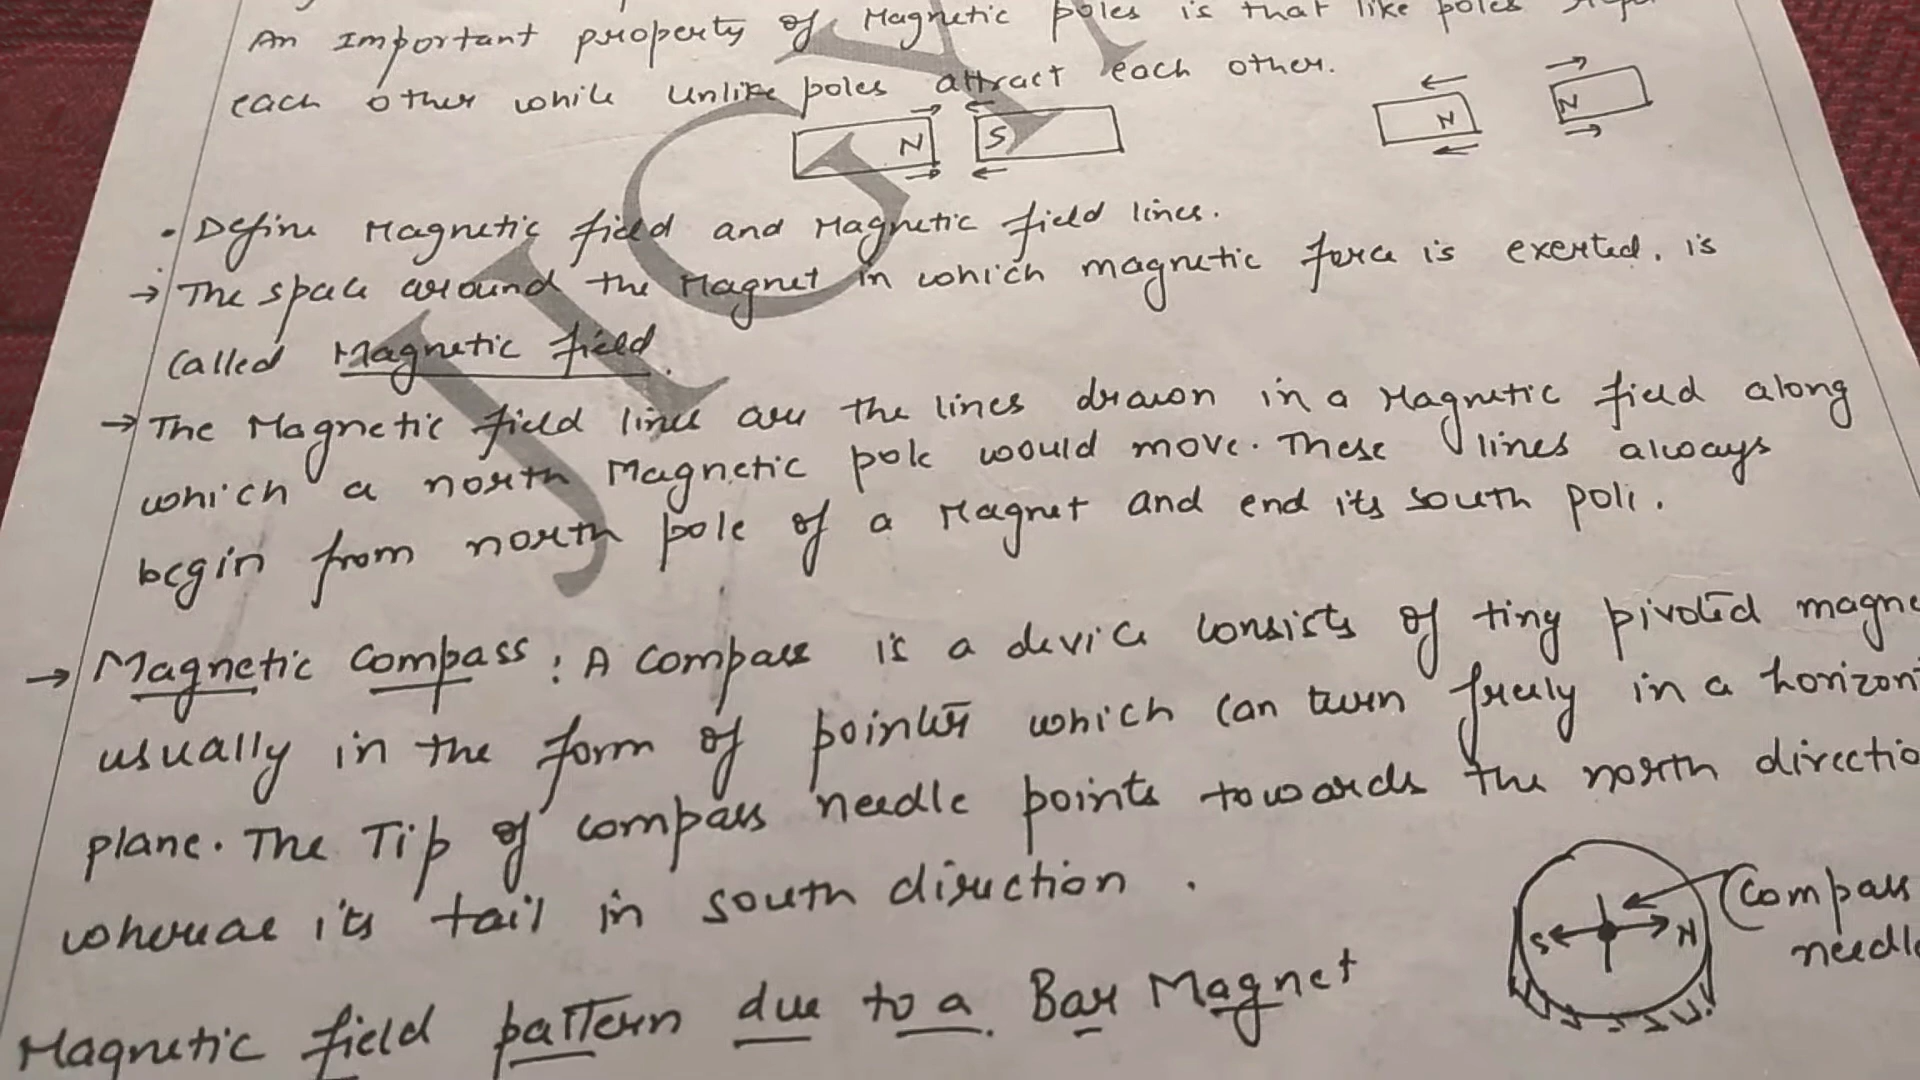 An Important property of Magnetic poles is that like poles
each other while unlike poles attract each other.
N S N N
• Define Magnetic field and Magnetic field lines.
→ The space around the Magnet in which magnetic force is exerted, is
called Magnetic field.
→ The Magnetic field lines are the lines drawn in a Magnetic field along
which a north Magnetic pole would move. These lines always
begin from north pole of a Magnet and end its south pole.
→ Magnetic Compass : A Compass is a device consists of tiny pivoted magne
usually in the form of pointer which can turn freely in a horizont
plane. The Tip of compass needle points towards the north directio
whereas its tail in south direction.
S N Compass
needle
Magnetic field pattern due to a Bar Magnet
JIGY